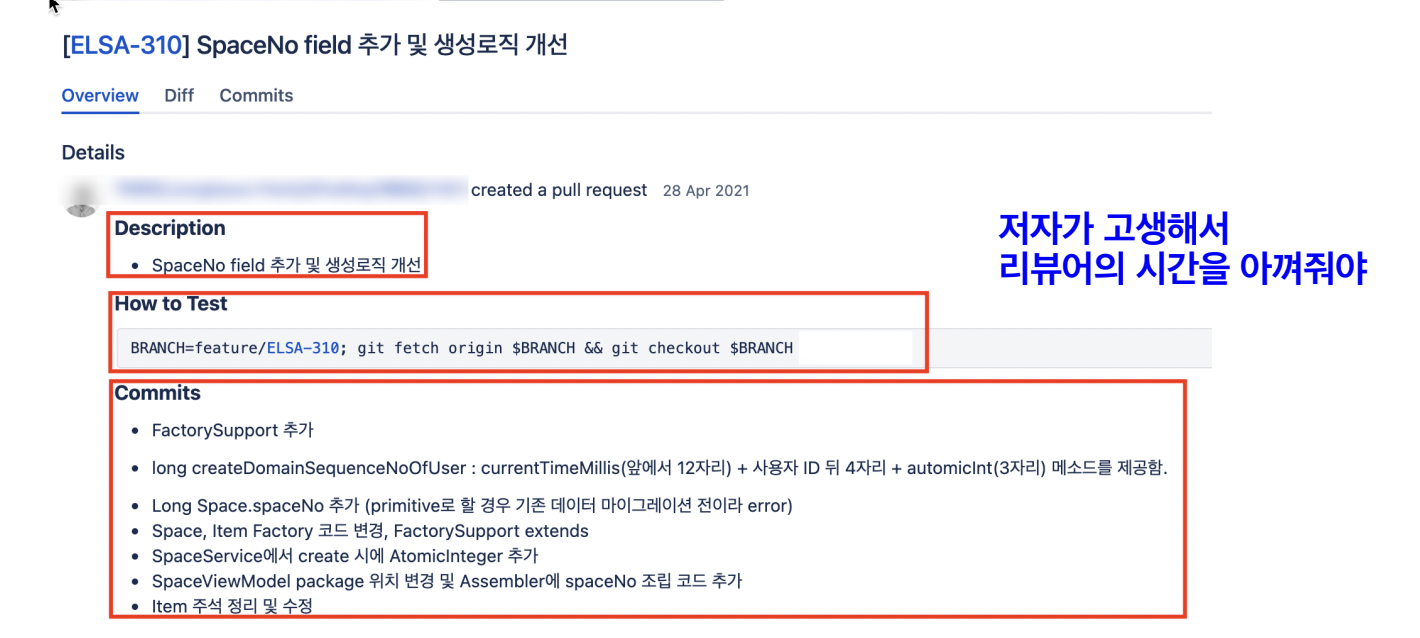 [ELSA-310] SpaceNo field 추가 및 생성로직 개선
Overview Diff Commits
Details
created a pull request 28 Apr 2021
Description
• SpaceNo field 추가 및 생성로직 개선
저자가 고생해서
리뷰어의 시간을 아껴줘야
How to Test
BRANCH=feature/ELSA-310; git fetch origin $BRANCH && git checkout $BRANCH
Commits
• FactorySupport 추가
• long createDomainSequenceNoOfUser : currentTimeMillis(앞에서 12자리) + 사용자 ID 뒤 4자리 + automicInt(3자리) 메소드를 제공함.
• Long Space.spaceNo 추가 (primitive로 할 경우 기존 데이터 마이그레이션 전이라 error)
• Space, Item Factory 코드 변경, FactorySupport extends
• SpaceService에서 create 시에 AtomicInteger 추가
• SpaceViewModel package 위치 변경 및 Assembler에 spaceNo 조립 코드 추가
• Item 주석 정리 및 수정